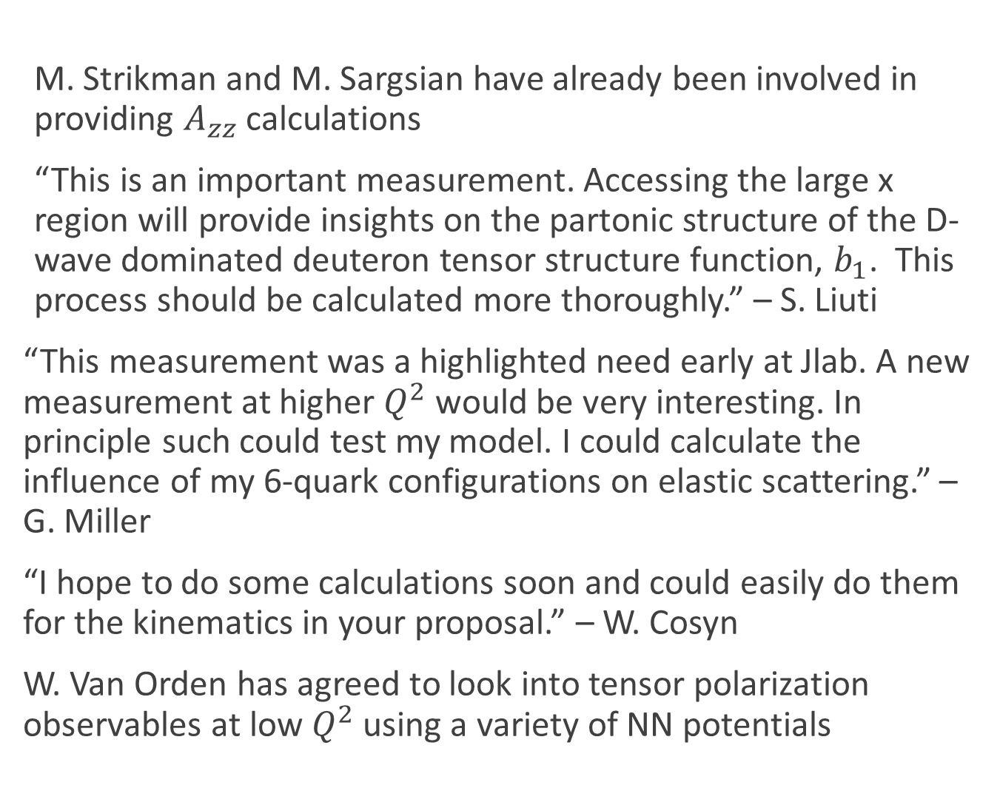 M. Strikman and M. Sargsian have already been involved in
providing A_zz calculations
“This is an important measurement. Accessing the large x
region will provide insights on the partonic structure of the D-
wave dominated deuteron tensor structure function, b₁.  This
process should be calculated more thoroughly.” – S. Liuti
“This measurement was a highlighted need early at Jlab. A new
measurement at higher Q² would be very interesting. In
principle such could test my model. I could calculate the
influence of my 6-quark configurations on elastic scattering.” –
G. Miller
“I hope to do some calculations soon and could easily do them
for the kinematics in your proposal.” – W. Cosyn
W. Van Orden has agreed to look into tensor polarization
observables at low Q² using a variety of NN potentials